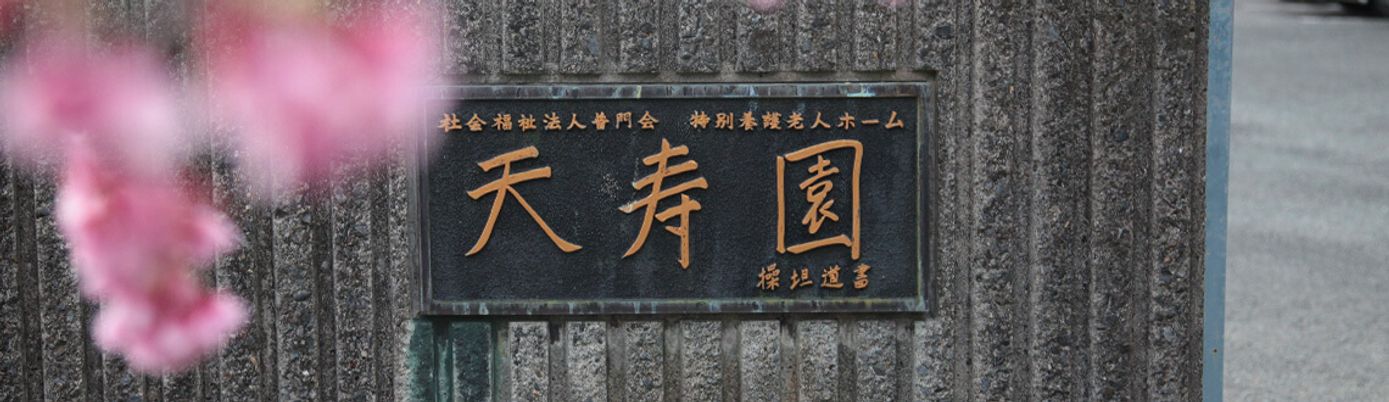 社会福祉法人普門会　特別養護老人ホーム
天寿園
操坦道書